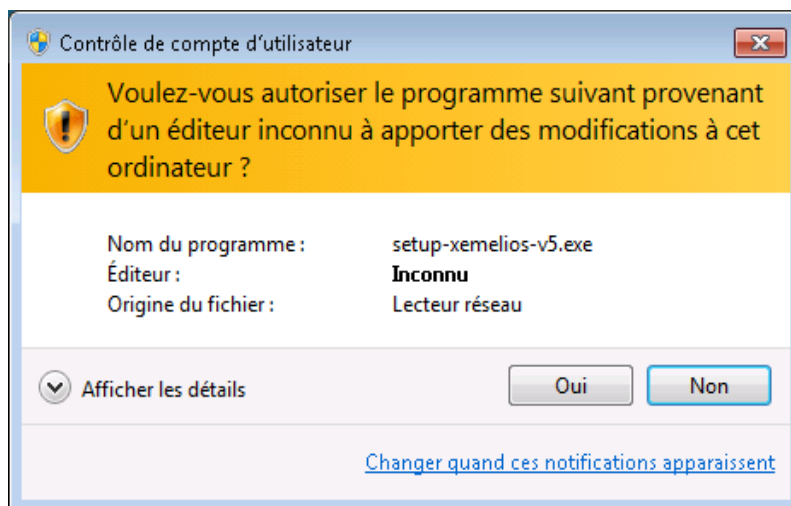 Contrôle de compte d'utilisateur
Voulez-vous autoriser le programme suivant provenant
d'un éditeur inconnu à apporter des modifications à cet
ordinateur ?
Nom du programme : setup-xemelios-v5.exe
Éditeur : Inconnu
Origine du fichier : Lecteur réseau
Afficher les détails Oui Non
Changer quand ces notifications apparaissent